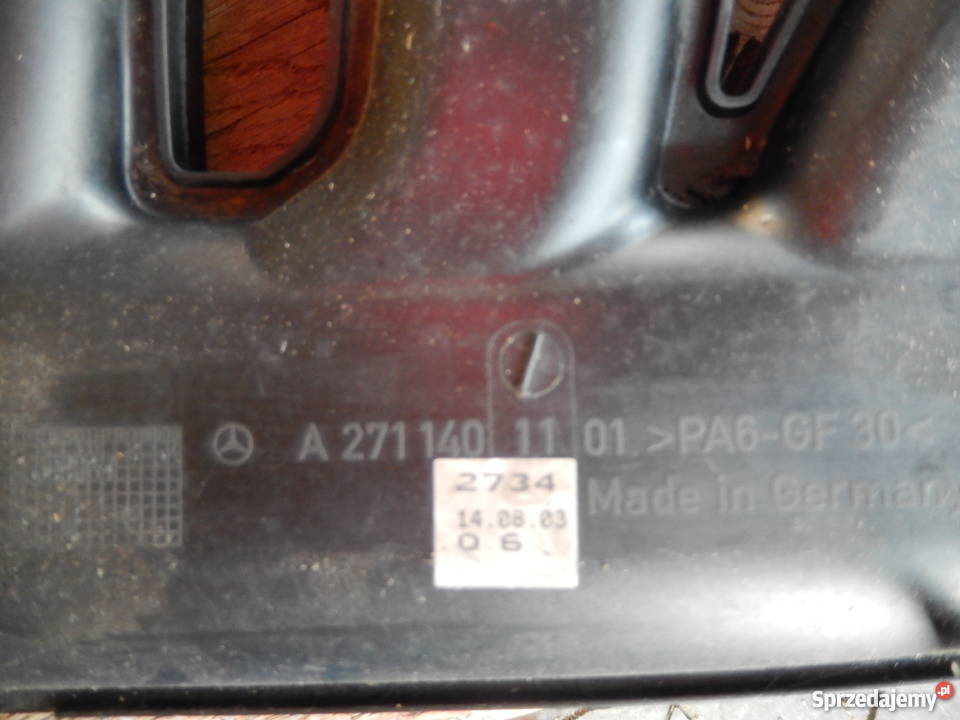 A 271 140 11 01 >PA6-GF 30<
Made in German
2734
14.08.03
0 6
Sprzedajemy.pl